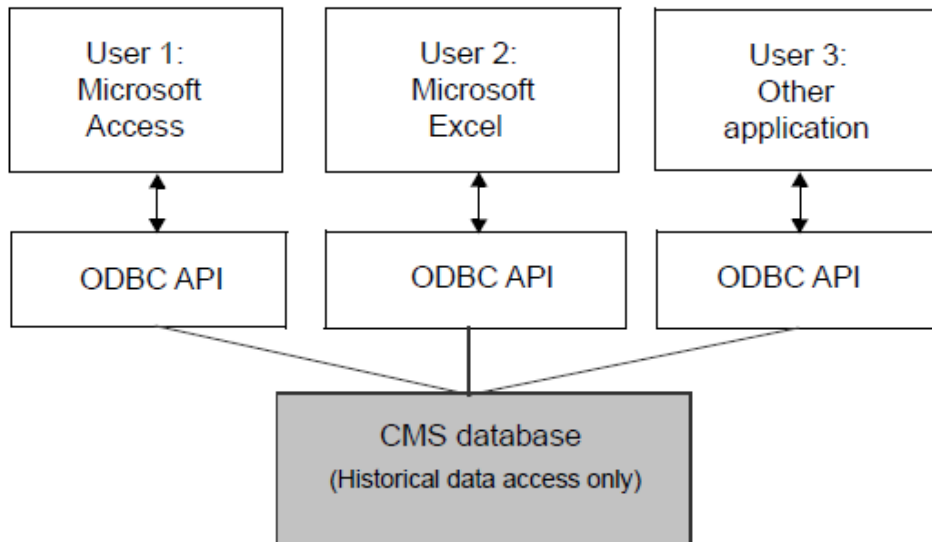 User 1:
Microsoft
Access
User 2:
Microsoft
Excel
User 3:
Other
application
ODBC API
ODBC API
ODBC API
CMS database
(Historical data access only)